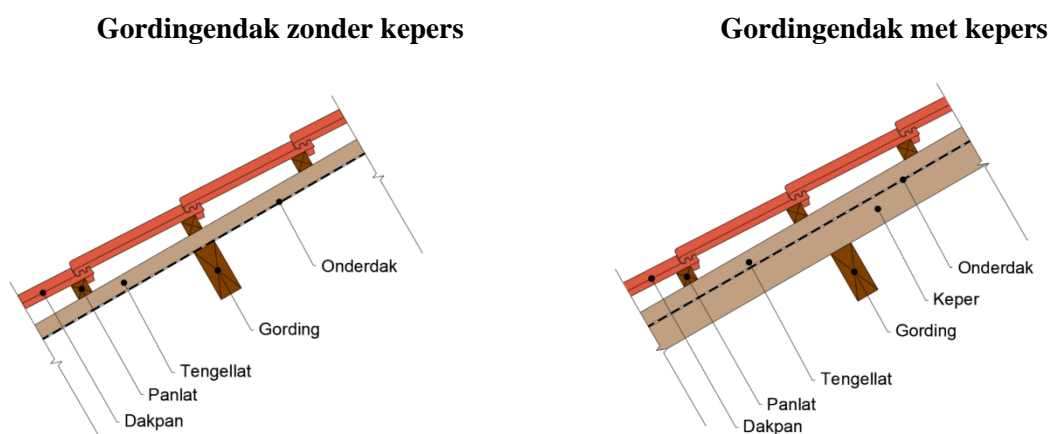 Gordingendak zonder kepers
Gordingendak met kepers
Onderdak
Gording
Tengellat
Panlat
Dakpan
Onderdak
Keper
Gording
Tengellat
Panlat
Dakpan